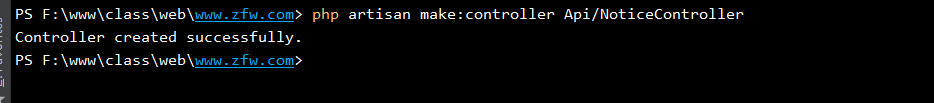 PS F:\www\class\web\www.zfw.com> php artisan make:controller Api/NoticeController
Controller created successfully.
PS F:\www\class\web\www.zfw.com>